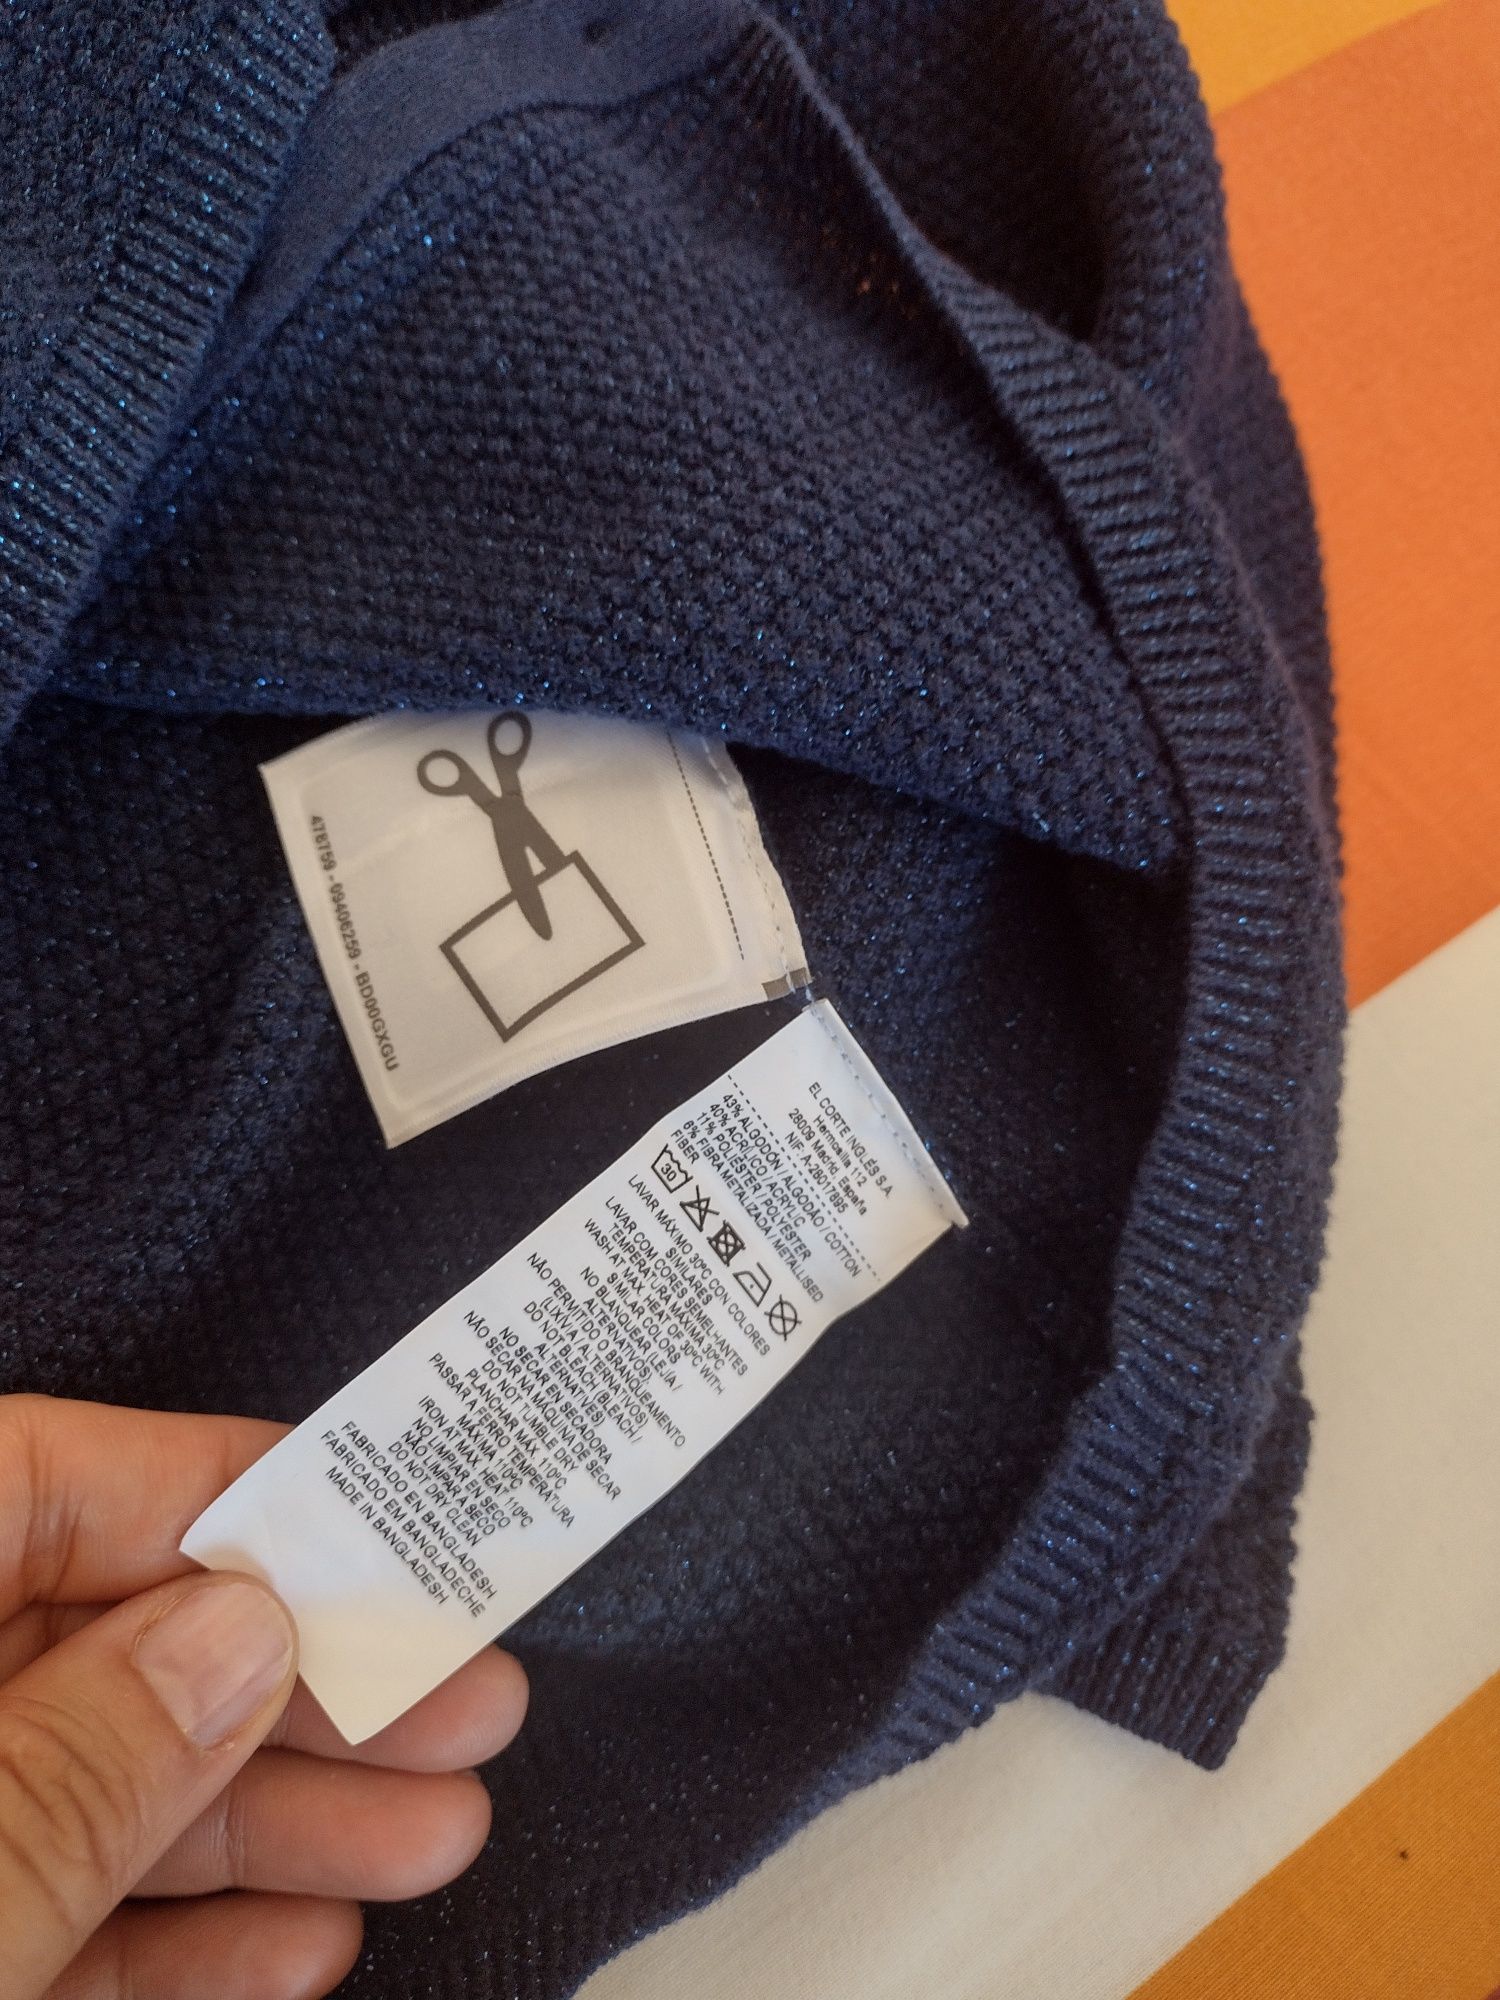 478759 - 09406259 - BD00GXGU
EL CORTE INGLÉS S.A.
Hermosilla 112
28009 Madrid, España
NIF: A-28017895
43% ALGODÓN / ALGODÃO / COTTON
40% ACRÍLICO / ACRYLIC
11% POLIÉSTER / POLYESTER
6% FIBRA METALIZADA / METALLISED
FIBER
30
LAVAR MÁXIMO 30ºC CON COLORES
SIMILARES
LAVAR COM CORES SEMELHANTES
TEMPERATURA MÁXIMA 30ºC
WASH AT MAX. HEAT OF 30ºC WITH
SIMILAR COLORS
NO BLANQUEAR (LEJÍA /
ALTERNATIVOS)
NÃO PERMITIDO O BRANQUEAMENTO
(LIXÍVIA / ALTERNATIVOS)
DO NOT BLEACH (BLEACH /
ALTERNATIVES)
NO SECAR EN SECADORA
NÃO SECAR NA MÁQUINA DE SECAR
DO NOT TUMBLE DRY
PLANCHAR MAX. 110ºC
PASSAR A FERRO TEMPERATURA
MÁXIMA 110ºC
IRON AT MAX. HEAT 110ºC
NO LIMPIAR EN SECO
NÃO LIMPAR A SECO
DO NOT DRY CLEAN
FABRICADO EN BANGLADESH
FABRICADO EM BANGLADECHE
MADE IN BANGLADESH